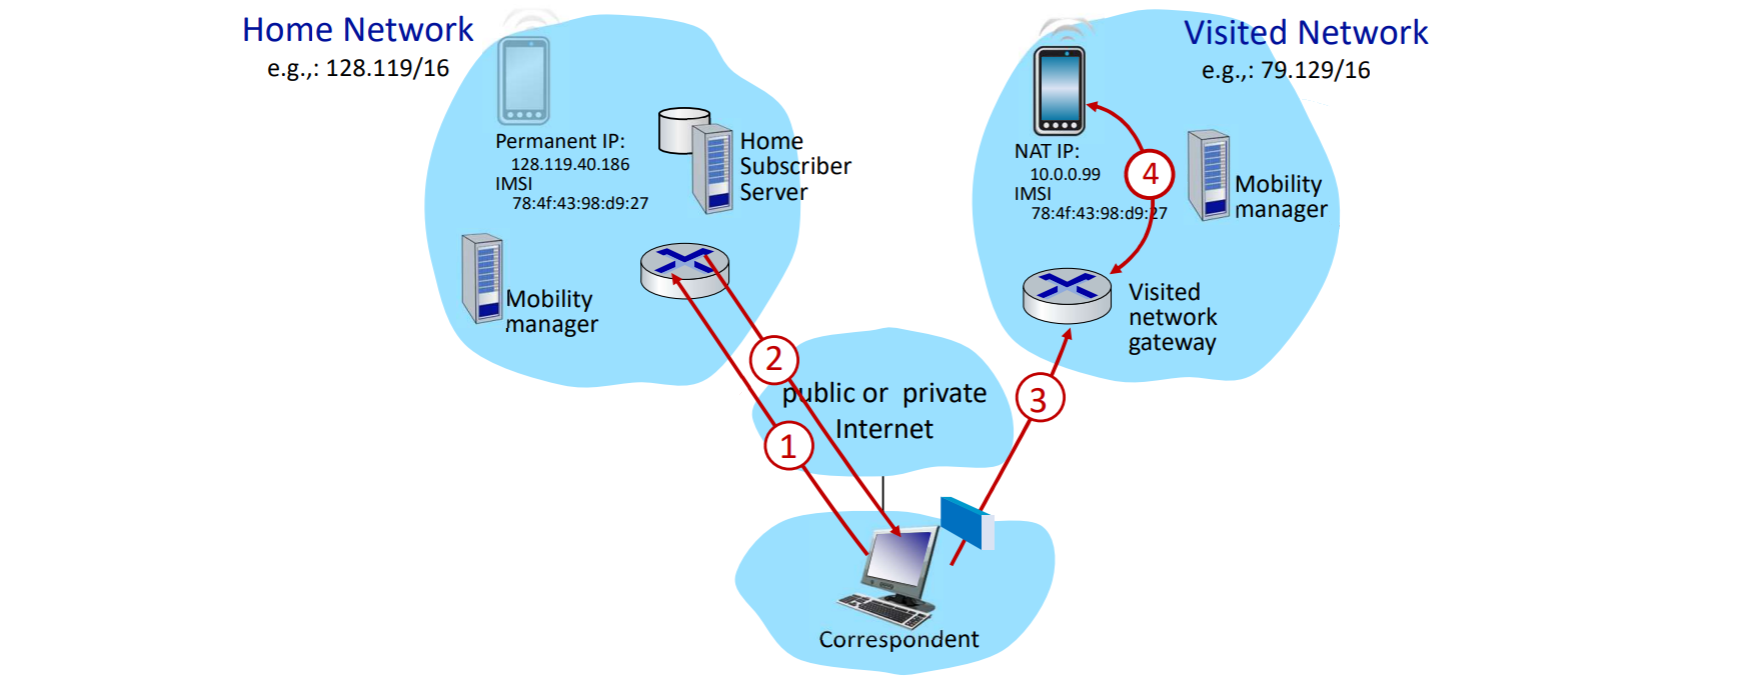 Home Network
e.g.,: 128.119/16
Permanent IP:
128.119.40.186
IMSI
78:4f:43:98:d9:27
Home
Subscriber
Server
Mobility
manager
Visited Network
e.g.,: 79.129/16
NAT IP:
10.0.0.99
IMSI
78:4f:43:98:d9:27
4
Mobility
manager
Visited
network
gateway
2
public or private
Internet
3
1
Correspondent